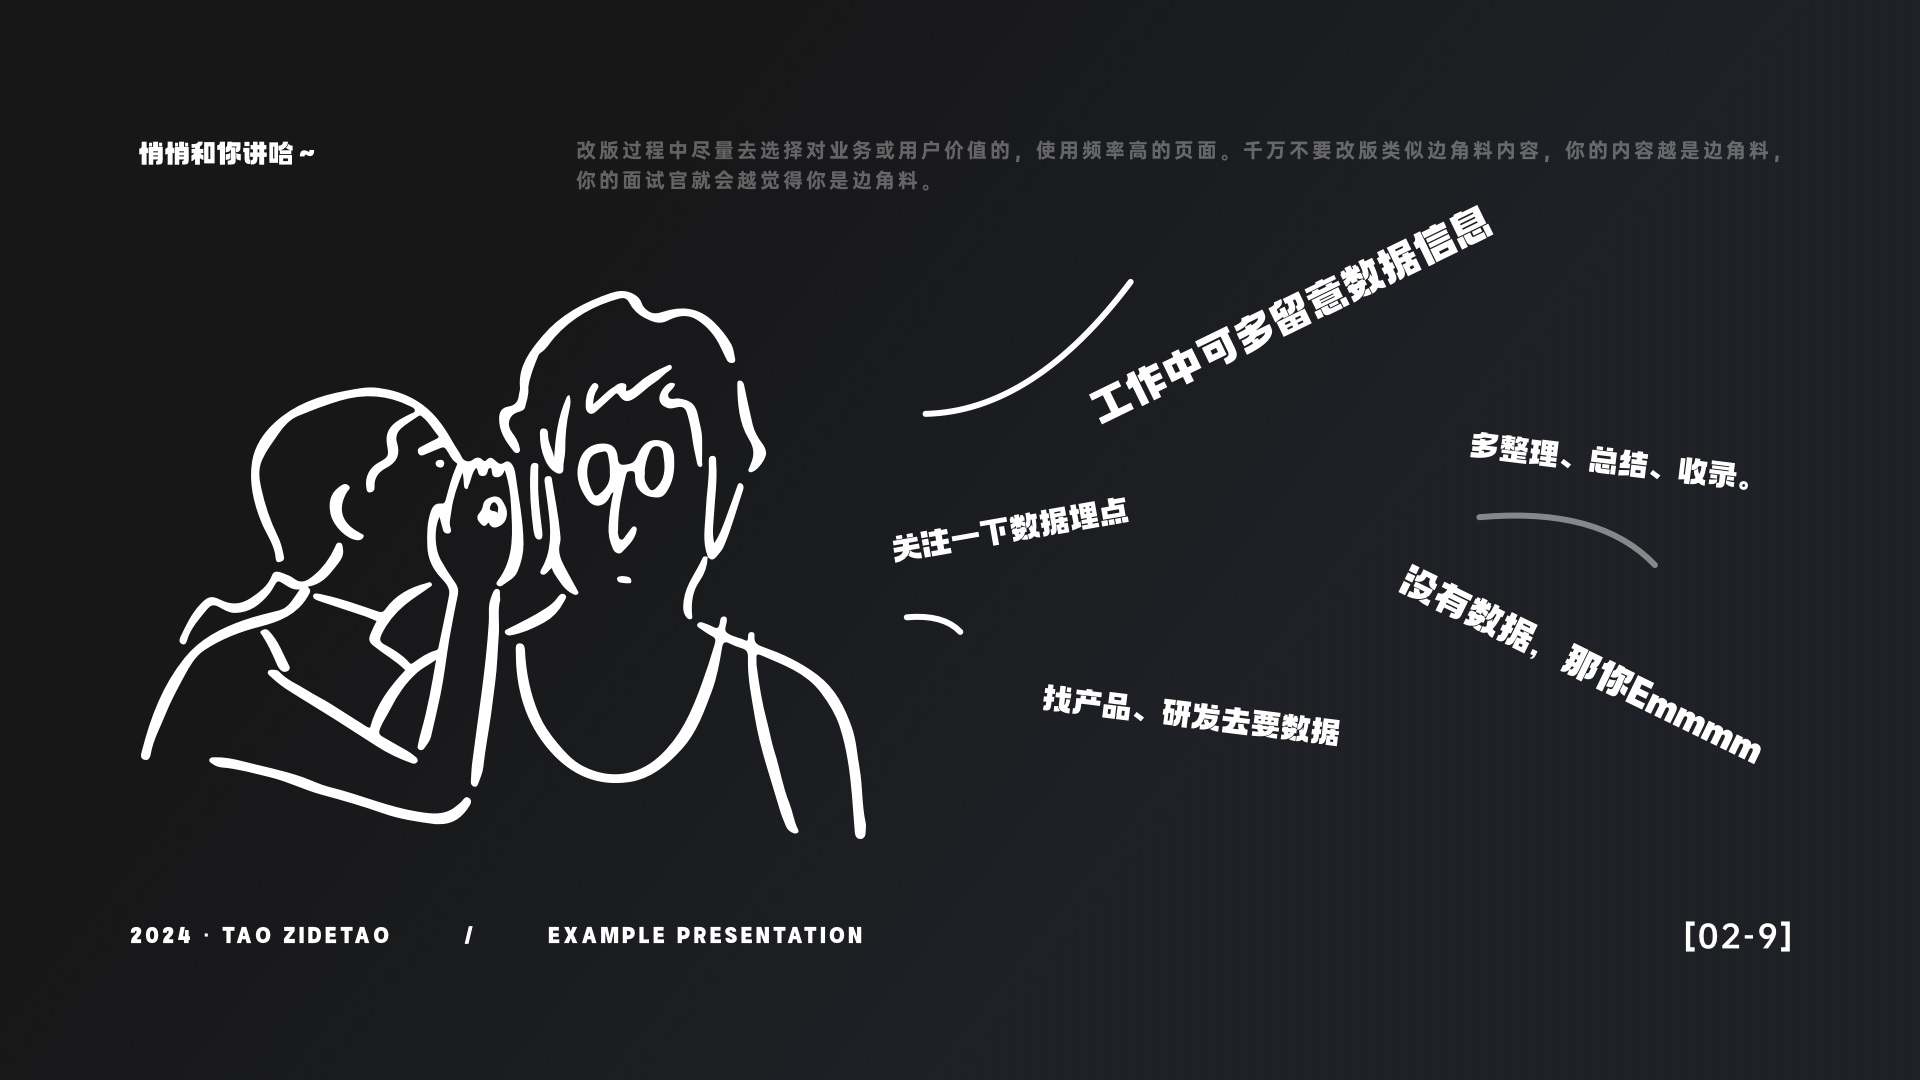 悄悄和你讲哈～
改版过程中尽量去选择对业务或用户价值的，使用频率高的页面。千万不要改版类似边角料内容，你的内容越是边角料，
你的面试官就会越觉得你是边角料。
工作中可多留意数据信息
多整理、总结、收录。
关注一下数据埋点
没有数据，那你Emmmm
找产品、研发去要数据
2024 · TAO ZIDETAO / EXAMPLE PRESENTATION
[02-9]